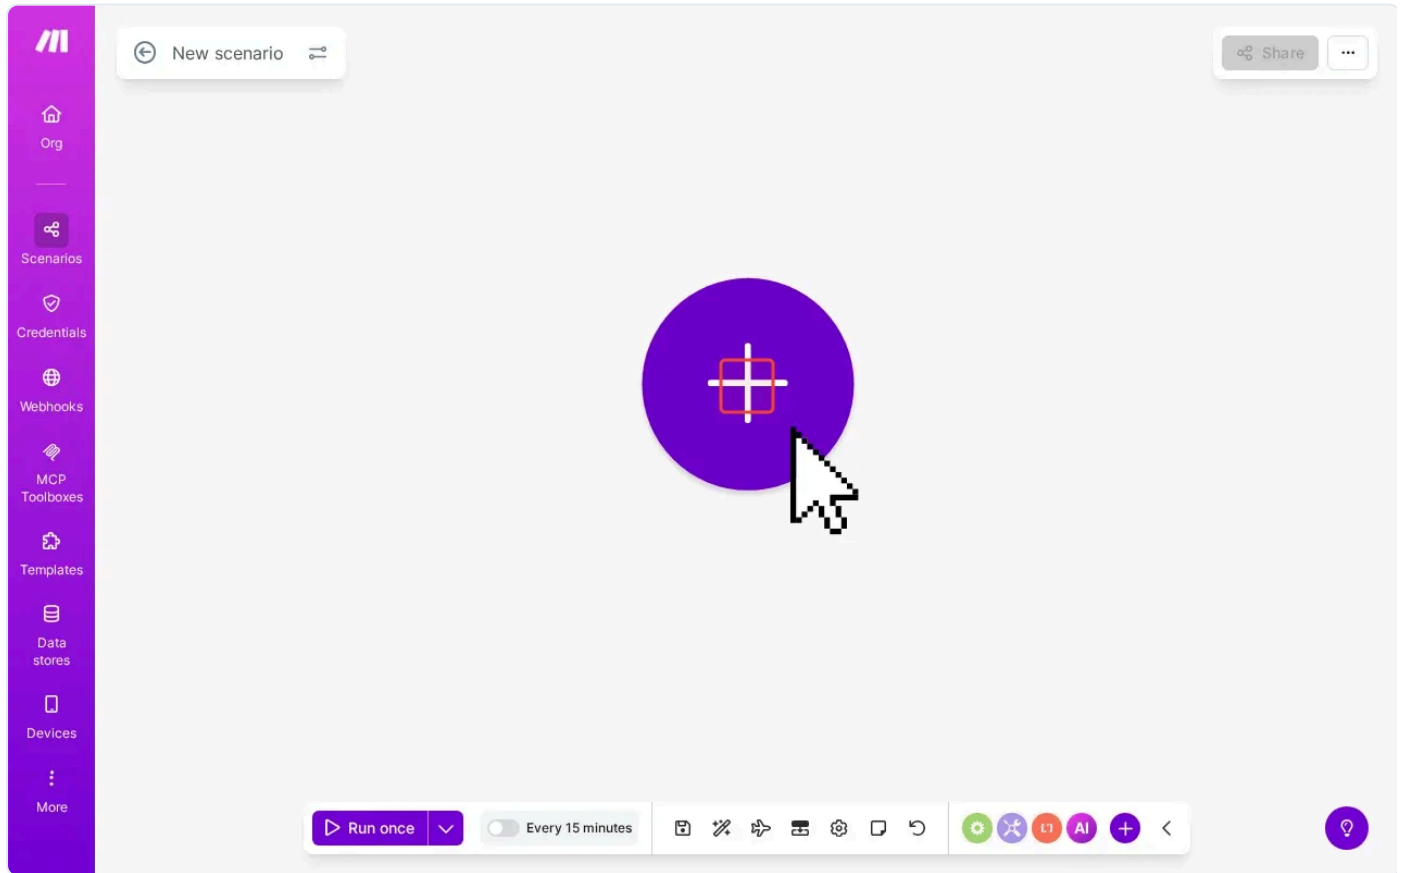 New scenario
Share
Org
Scenarios
Credentials
Webhooks
MCP
Toolboxes
Templates
Data
stores
Devices
More
Run once
Every 15 minutes
AI